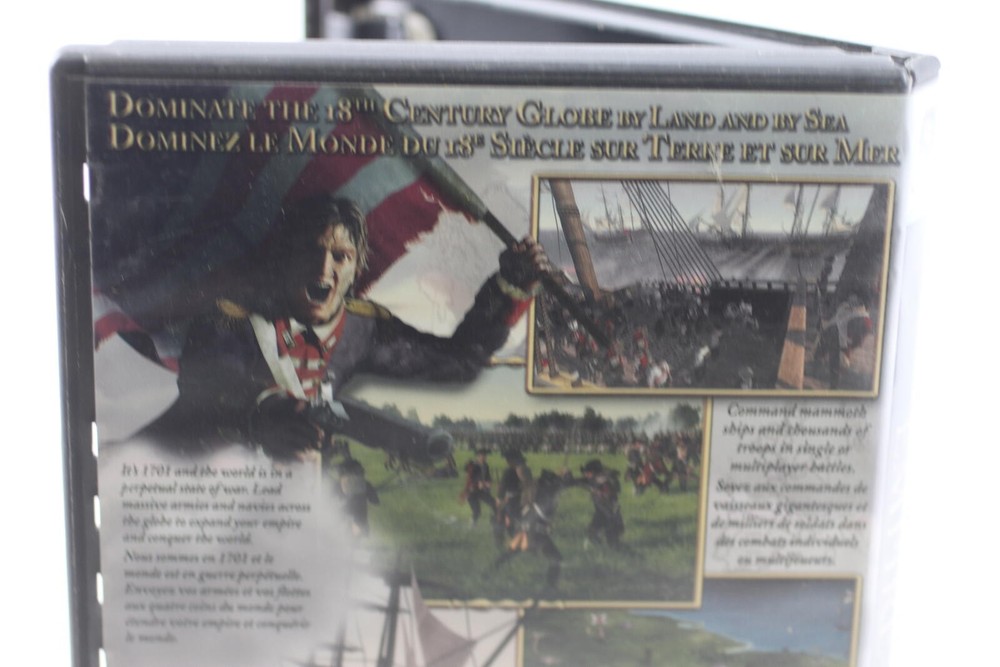 DOMINATE THE 18TH CENTURY GLOBE BY LAND AND BY SEA
DOMINEZ LE MONDE DU 18E SIÈCLE SUR TERRE ET SUR MER
Command mammoth
ships and thousands of
troops in single or
multiplayer battles.
Soyez aux commandes de
vaisseaux gigantesques et
de milliers de soldats dans
des combats individuels
ou multijoueurs.
It's 1701 and the world is in a
perpetual state of war. Lead
massive armies and navies across
the globe to expand your empire
and conquer the world.
Nous sommes en 1701 et le
monde est en guerre perpétuelle.
Envoyez vos armées et vos flottes
aux quatre coins du monde pour
étendre votre empire et conquérir
le monde.